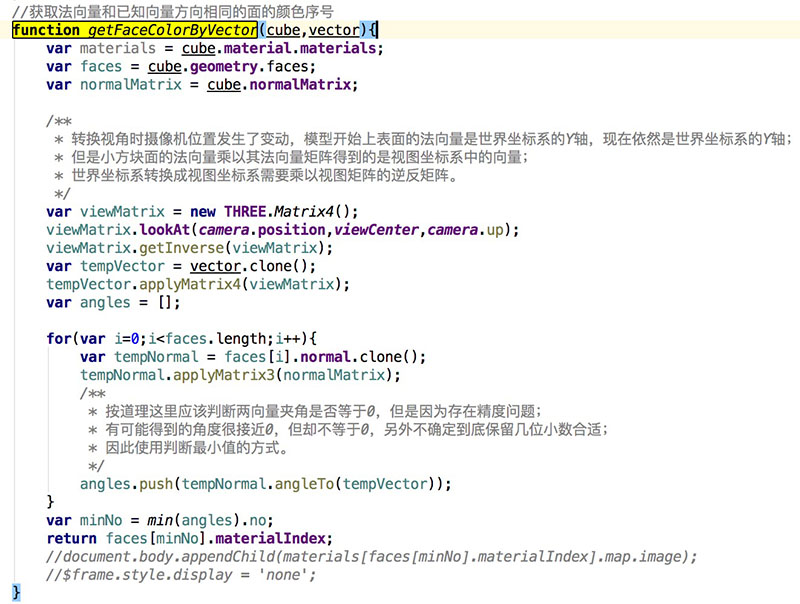 //获取法向量和已知向量方向相同的面的颜色序号
function getFaceColorByVector(cube,vector){
    var materials = cube.material.materials;
    var faces = cube.geometry.faces;
    var normalMatrix = cube.normalMatrix;

    /**
     * 转换视角时摄像机位置发生了变动，模型开始上表面的法向量是世界坐标系的Y轴，现在依然是世界坐标系的Y轴；
     * 但是小方块面的法向量乘以其法向量矩阵得到的是视图坐标系中的向量；
     * 世界坐标系转换成视图坐标系需要乘以视图矩阵的逆反矩阵。
     */
    var viewMatrix = new THREE.Matrix4();
    viewMatrix.lookAt(camera.position,viewCenter,camera.up);
    viewMatrix.getInverse(viewMatrix);
    var tempVector = vector.clone();
    tempVector.applyMatrix4(viewMatrix);
    var angles = [];

    for(var i=0;i<faces.length;i++){
        var tempNormal = faces[i].normal.clone();
        tempNormal.applyMatrix3(normalMatrix);
        /**
         * 按道理这里应该判断两向量夹角是否等于0，但是因为存在精度问题；
         * 有可能得到的角度很接近0，但却不等于0，另外不确定到底保留几位小数合适；
         * 因此使用判断最小值的方式。
         */
        angles.push(tempNormal.angleTo(tempVector));
    }
    var minNo = min(angles).no;
    return faces[minNo].materialIndex;
    //document.body.appendChild(materials[faces[minNo].materialIndex].map.image);
    //$frame.style.display = 'none';
}